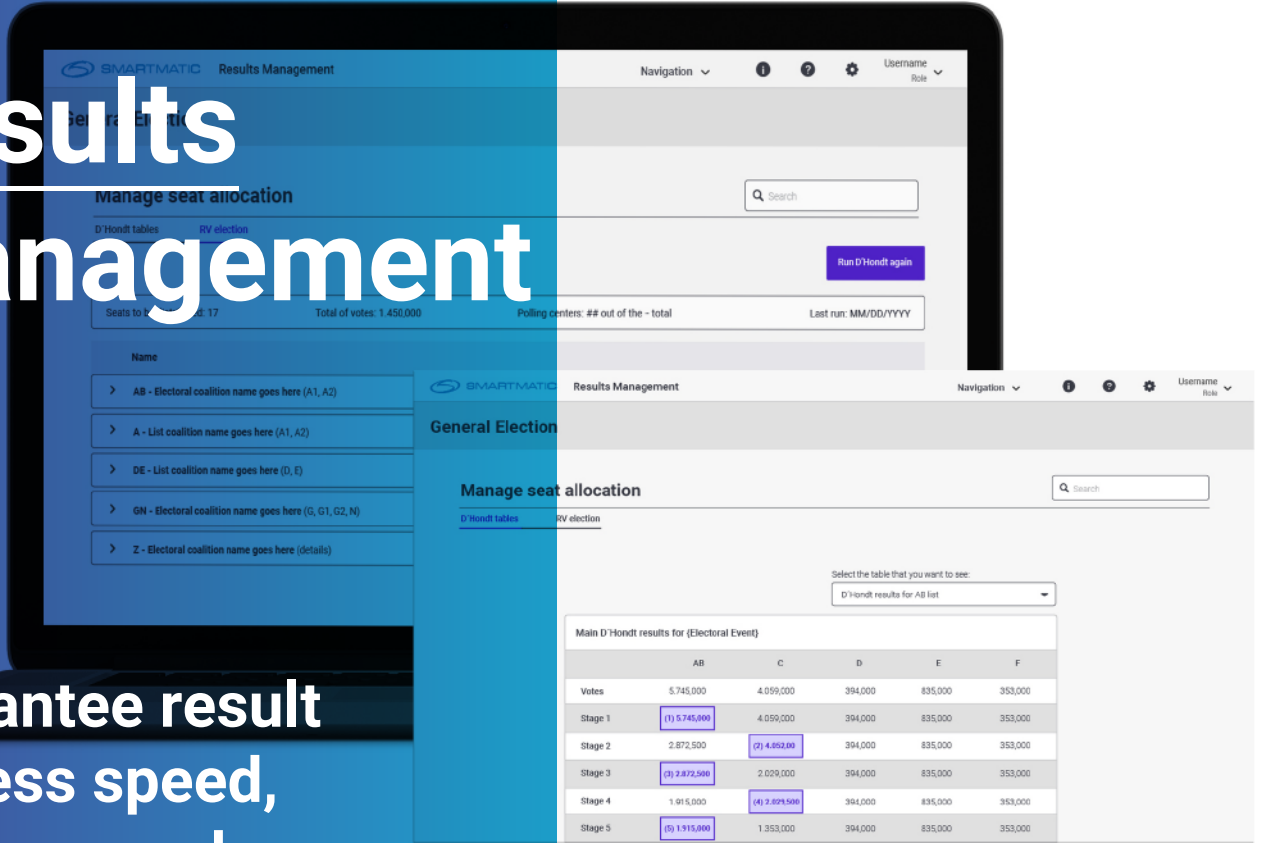 SMARTMATIC Results Management Navigation Username
Role
General Election
sults
Manage seat allocation Search
D'Hondt tables RV election
anagement
Run D'Hondt again
Seats to b d: 17 Total of votes: 1.450,000 Polling centers: ## out of the - total Last run: MM/DD/YYYY
Name
AB - Electoral coalition name goes here (A1, A2)
A - List coalition name goes here (A1, A2)
DE - List coalition name goes here (D, E)
GN - Electoral coalition name goes here (G, G1, G2, N)
Z - Electoral coalition name goes here (details)
SMARTMATIC Results Management Navigation Username
Role
General Election
Manage seat allocation Search
D'Hondt tables RV election
Select the table that you want to see:
D'Hondt results for AB list
Main D'Hondt results for {Electoral Event}
AB C D E F
Votes 5.745,000 4.059,000 394,000 835,000 353,000
Stage 1 (1) 5.745,000 4.059,000 394,000 835,000 353,000
Stage 2 2.872,500 (2) 4.052,00 394,000 835,000 353,000
Stage 3 (3) 2.872,500 2.029,000 394,000 835,000 353,000
Stage 4 1.915,000 (4) 2.029,500 394,000 835,000 353,000
Stage 5 (5) 1.915,000 1.353,000 394,000 835,000 353,000
antee result
ess speed,